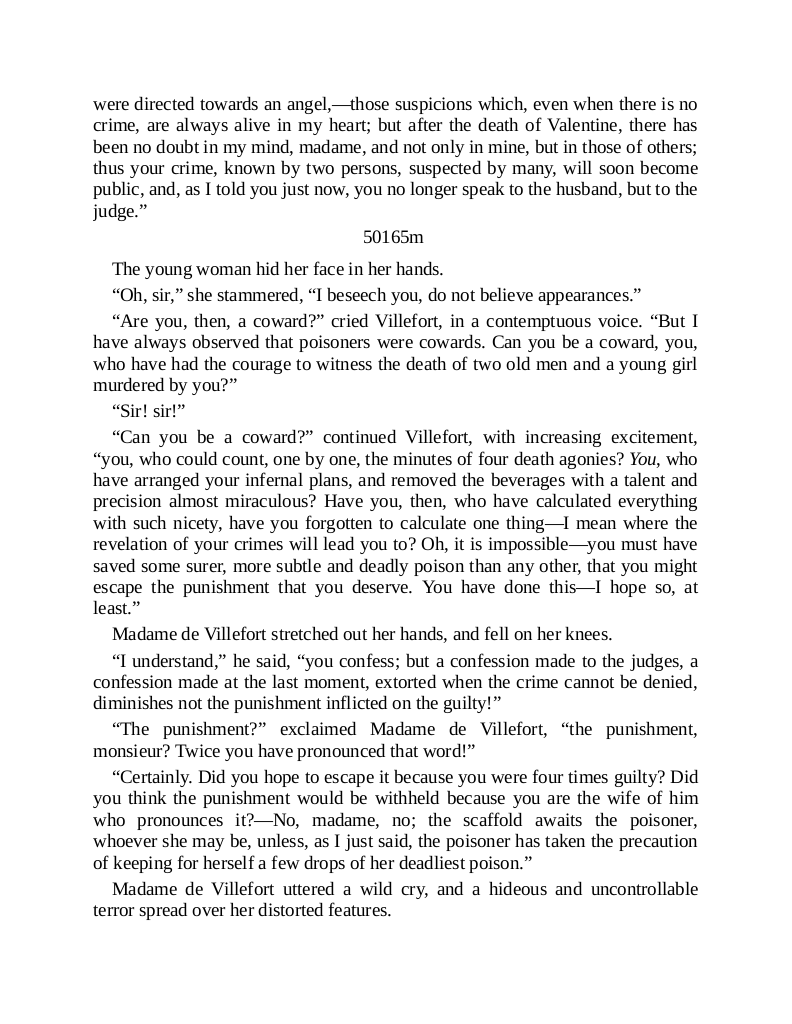 were directed towards an angel,—those suspicions which, even when there is no
crime, are always alive in my heart; but after the death of Valentine, there has
been no doubt in my mind, madame, and not only in mine, but in those of others;
thus your crime, known by two persons, suspected by many, will soon become
public, and, as I told you just now, you no longer speak to the husband, but to the
judge.”
50165m
The young woman hid her face in her hands.
“Oh, sir,” she stammered, “I beseech you, do not believe appearances.”
“Are you, then, a coward?” cried Villefort, in a contemptuous voice. “But I
have always observed that poisoners were cowards. Can you be a coward, you,
who have had the courage to witness the death of two old men and a young girl
murdered by you?”
“Sir! sir!”
“Can you be a coward?” continued Villefort, with increasing excitement,
“you, who could count, one by one, the minutes of four death agonies? You, who
have arranged your infernal plans, and removed the beverages with a talent and
precision almost miraculous? Have you, then, who have calculated everything
with such nicety, have you forgotten to calculate one thing—I mean where the
revelation of your crimes will lead you to? Oh, it is impossible—you must have
saved some surer, more subtle and deadly poison than any other, that you might
escape the punishment that you deserve. You have done this—I hope so, at
least.”
Madame de Villefort stretched out her hands, and fell on her knees.
“I understand,” he said, “you confess; but a confession made to the judges, a
confession made at the last moment, extorted when the crime cannot be denied,
diminishes not the punishment inflicted on the guilty!”
“The punishment?” exclaimed Madame de Villefort, “the punishment,
monsieur? Twice you have pronounced that word!”
“Certainly. Did you hope to escape it because you were four times guilty? Did
you think the punishment would be withheld because you are the wife of him
who pronounces it?—No, madame, no; the scaffold awaits the poisoner,
whoever she may be, unless, as I just said, the poisoner has taken the precaution
of keeping for herself a few drops of her deadliest poison.”
Madame de Villefort uttered a wild cry, and a hideous and uncontrollable
terror spread over her distorted features.